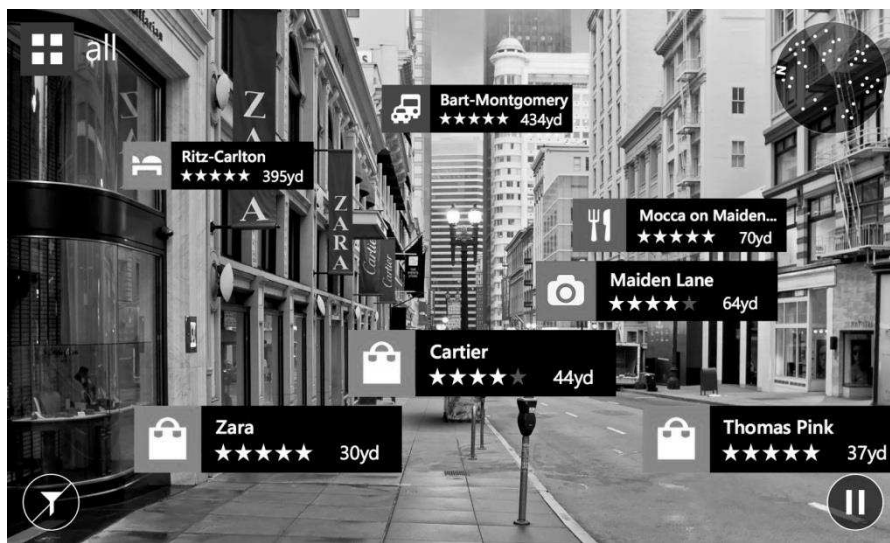 all
N
Bart-Montgomery
434yd
Ritz-Carlton
395yd
ZARA
ZARA
Cartier
Mocca on Maiden...
70yd
Maiden Lane
64yd
Cartier
44yd
Zara
30yd
Thomas Pink
37yd